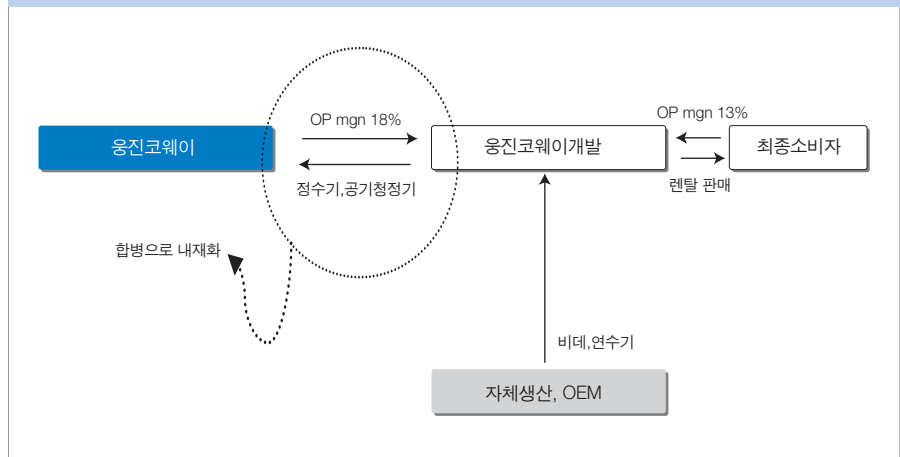 OP mgn 18%
OP mgn 13%
웅진코웨이
웅진코웨이개발
최종소비자
정수기,공기청정기
렌탈 판매
합병으로 내재화
비데,연수기
자체생산, OEM